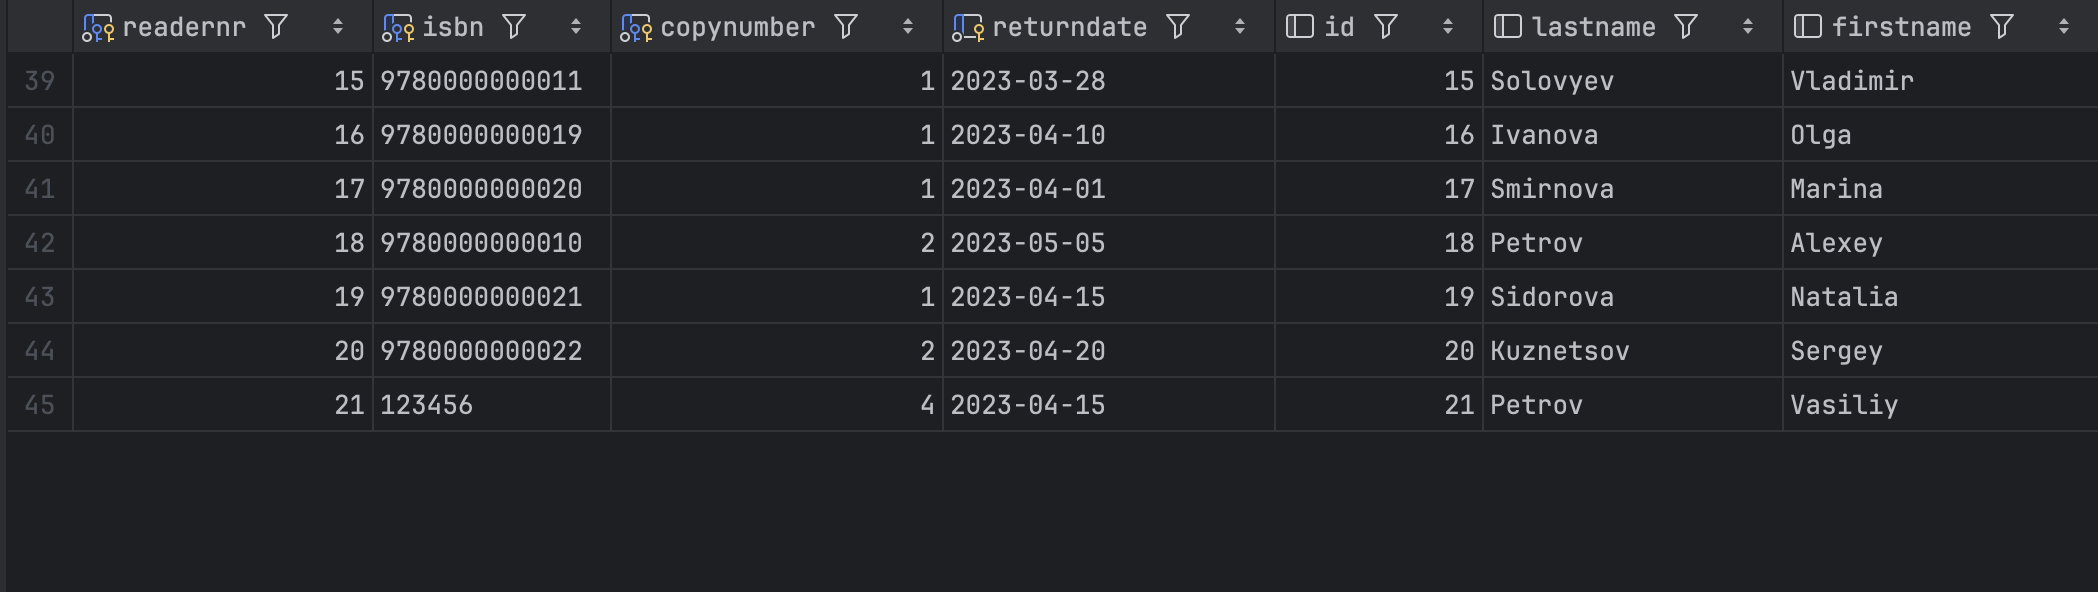 readernr isbn copynumber returndate id lastname firstname
39 15 9780000000011 1 2023-03-28 15 Solovyev Vladimir
40 16 9780000000019 1 2023-04-10 16 Ivanova Olga
41 17 9780000000020 1 2023-04-01 17 Smirnova Marina
42 18 9780000000010 2 2023-05-05 18 Petrov Alexey
43 19 9780000000021 1 2023-04-15 19 Sidorova Natalia
44 20 9780000000022 2 2023-04-20 20 Kuznetsov Sergey
45 21 123456 4 2023-04-15 21 Petrov Vasiliy